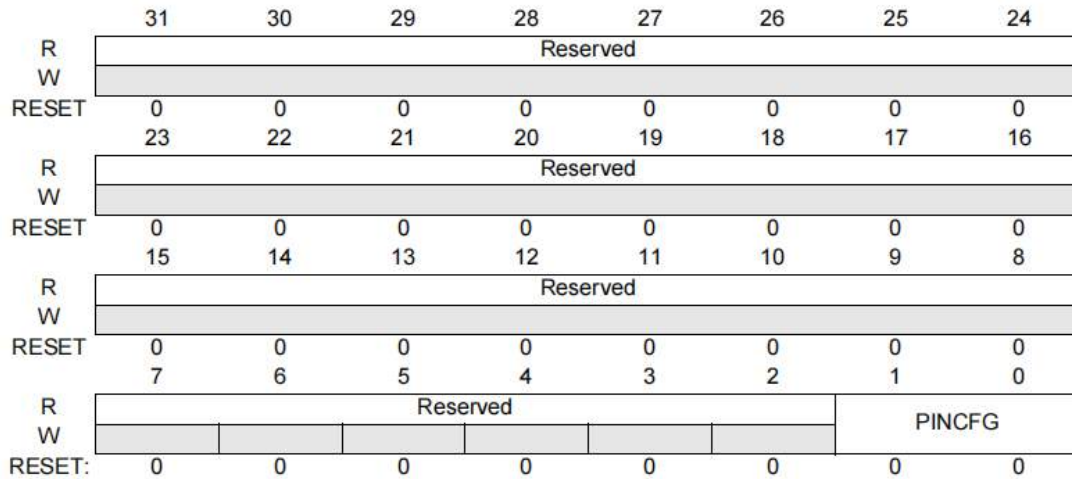 31 30 29 28 27 26 25 24
R Reserved
W
RESET 0 0 0 0 0 0 0 0
23 22 21 20 19 18 17 16
R Reserved
W
RESET 0 0 0 0 0 0 0 0
15 14 13 12 11 10 9 8
R Reserved
W
RESET 0 0 0 0 0 0 0 0
7 6 5 4 3 2 1 0
R Reserved PINCFG
W
RESET: 0 0 0 0 0 0 0 0